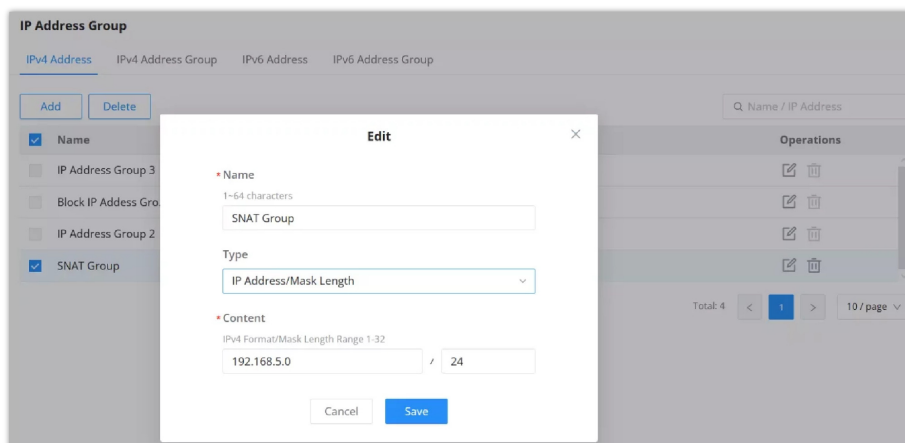 IP Address Group
IPv4 Address IPv4 Address Group IPv6 Address IPv6 Address Group
Add Delete Name / IP Address
Name Operations
Edit
IP Address Group 3
* Name
1~64 characters
Block IP Addess Gro.
SNAT Group
IP Address Group 2
Type
SNAT Group
IP Address/Mask Length
Total: 4 < 1 > 10 / page
* Content
IPv4 Format/Mask Length Range 1-32
192.168.5.0 / 24
Cancel Save